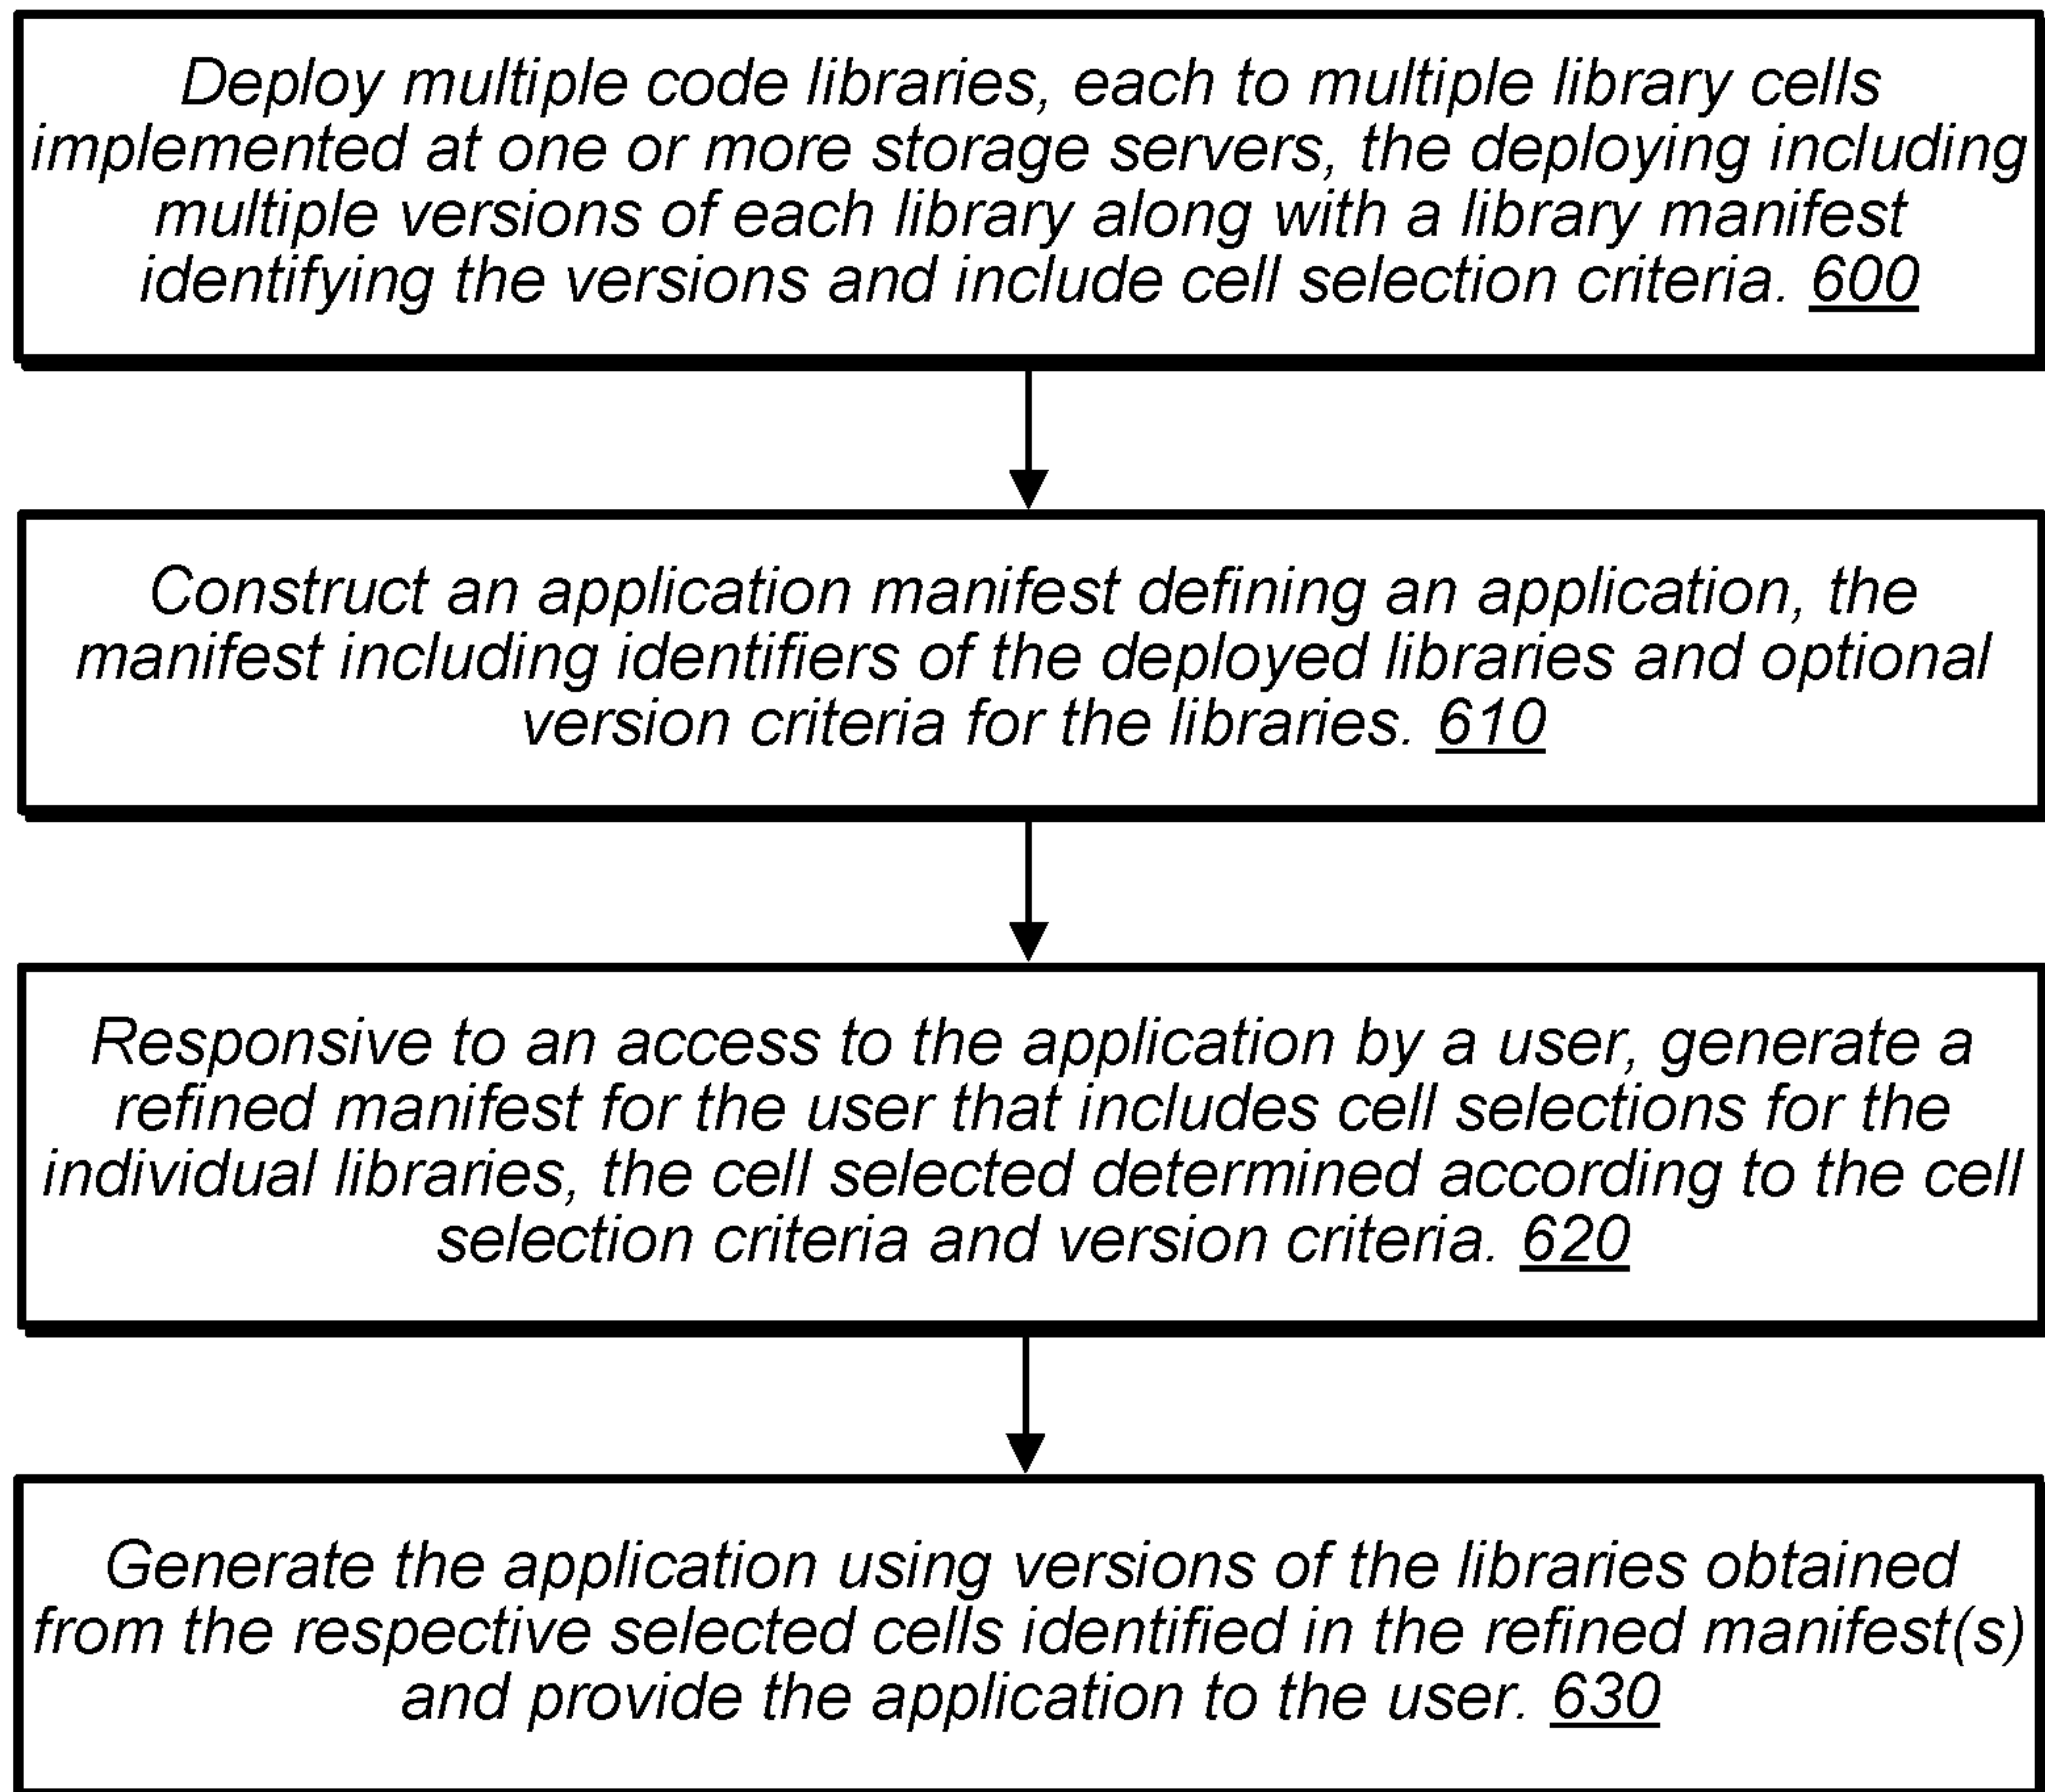 Deploy multiple code libraries, each to multiple library cells
implemented at one or more storage servers, the deploying including
multiple versions of each library along with a library manifest
identifying the versions and include cell selection criteria. 600
Construct an application manifest defining an application, the
manifest including identifiers of the deployed libraries and optional
version criteria for the libraries. 610
Responsive to an access to the application by a user, generate a
refined manifest for the user that includes cell selections for the
individual libraries, the cell selected determined according to the cell
selection criteria and version criteria. 620
Generate the application using versions of the libraries obtained
from the respective selected cells identified in the refined manifest(s)
and provide the application to the user. 630